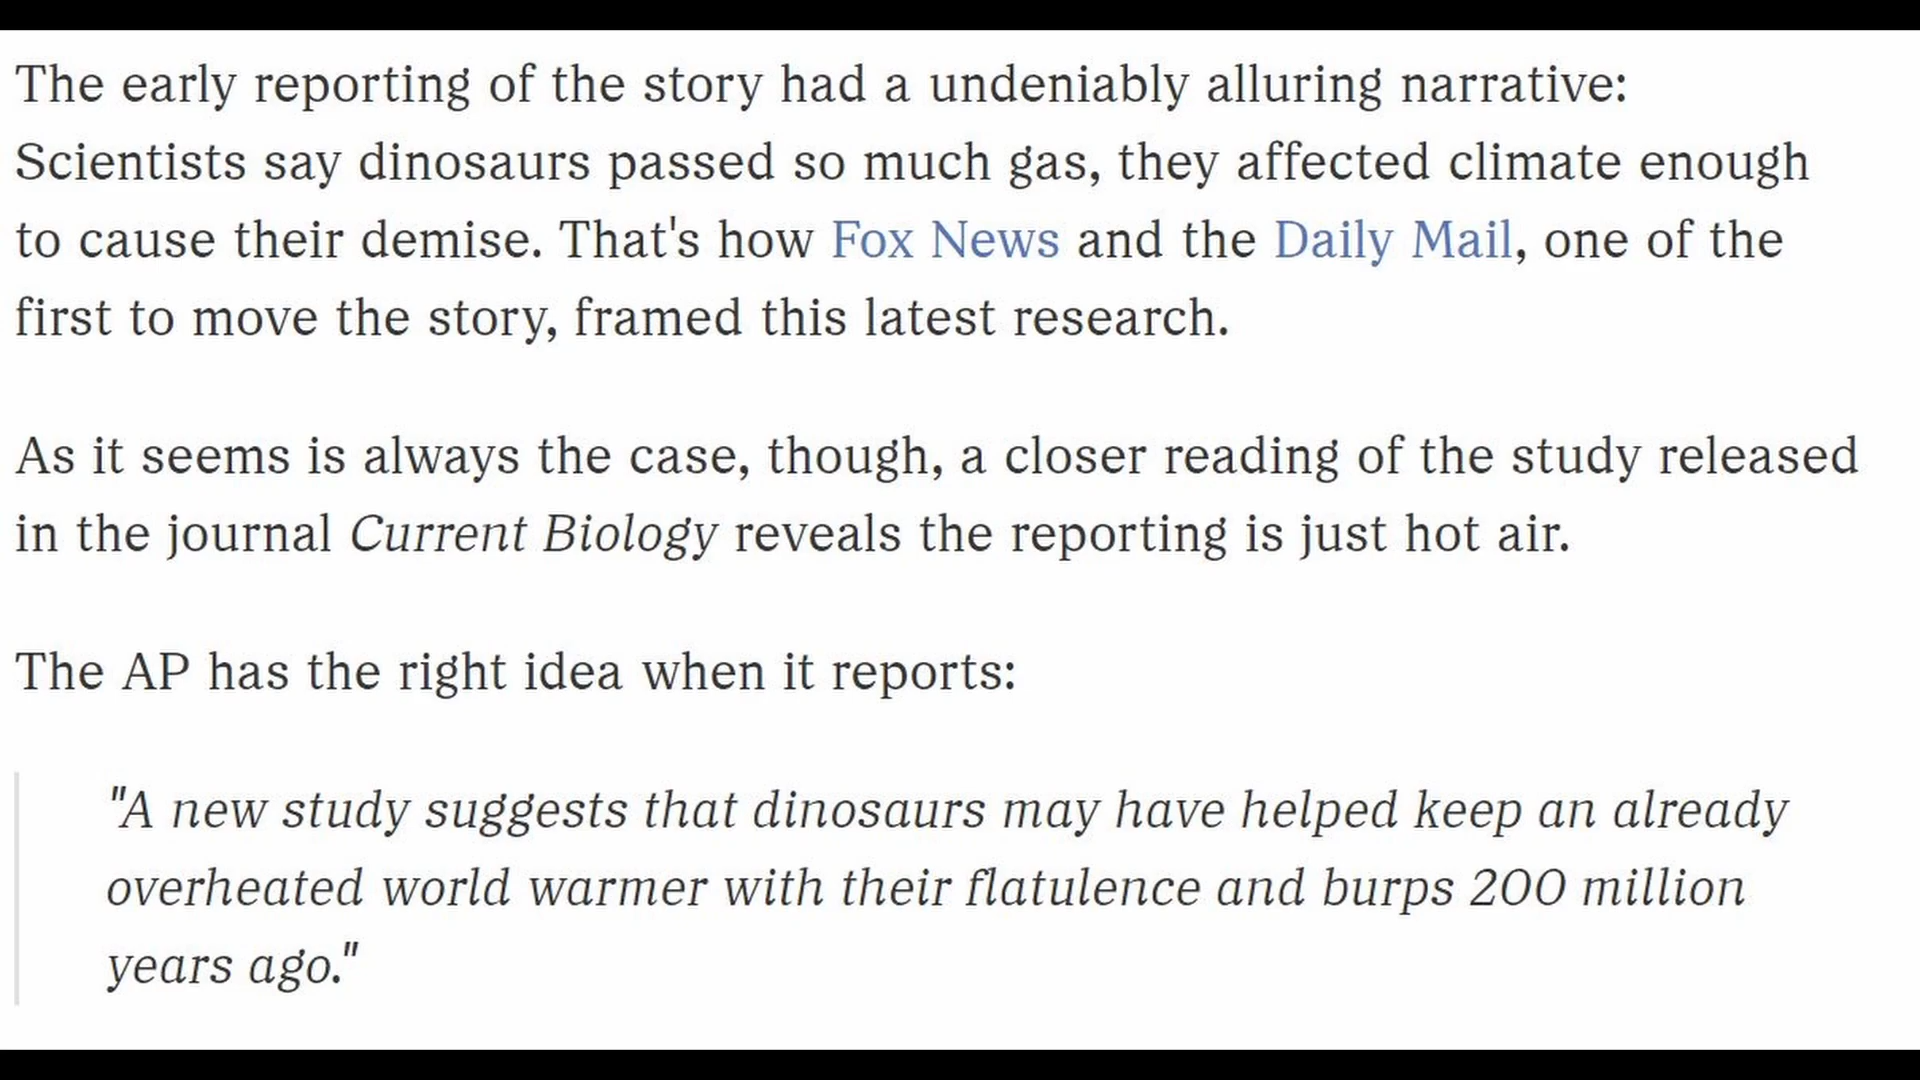 The early reporting of the story had a undeniably alluring narrative:
Scientists say dinosaurs passed so much gas, they affected climate enough
to cause their demise. That's how Fox News and the Daily Mail, one of the
first to move the story, framed this latest research.
As it seems is always the case, though, a closer reading of the study released
in the journal Current Biology reveals the reporting is just hot air.
The AP has the right idea when it reports:
"A new study suggests that dinosaurs may have helped keep an already
overheated world warmer with their flatulence and burps 200 million
years ago."